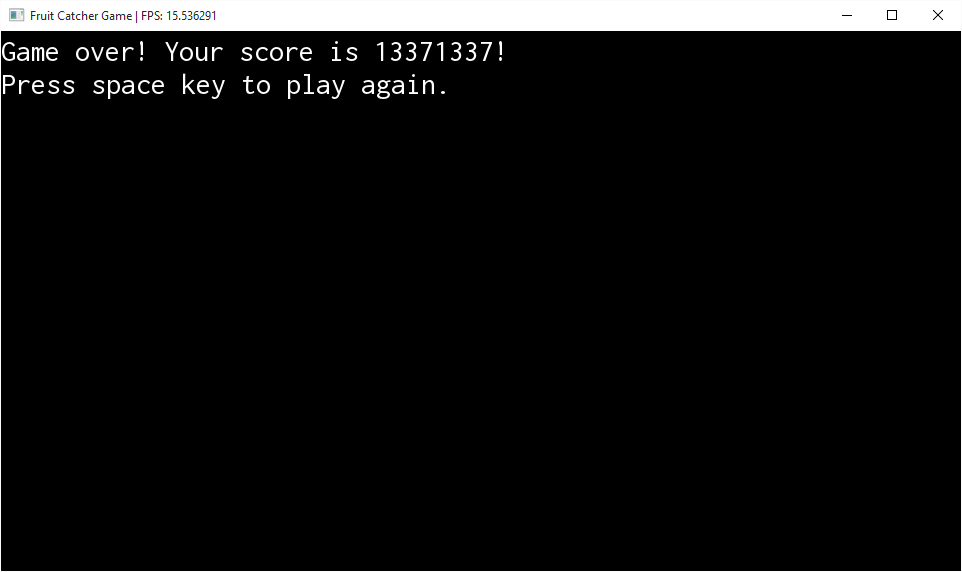 Fruit Catcher Game | FPS: 15.536291
Game over! Your score is 13371337!
Press space key to play again.